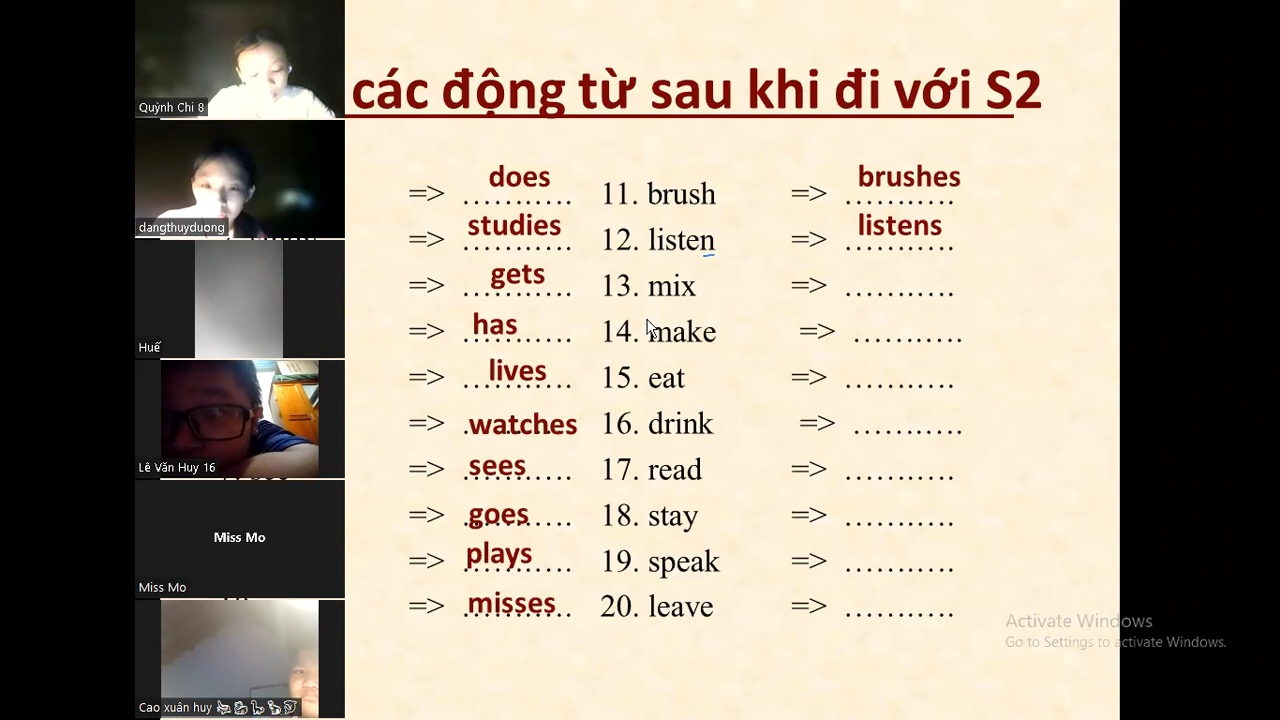 các động từ sau khi đi với S2
=> ........... does 11. brush => ........... brushes
=> ........... studies 12. listen => ........... listens
=> ........... gets 13. mix => ...........
=> ........... has 14. make => ...........
=> ........... lives 15. eat => ...........
=> ........... watches 16. drink => ...........
=> ........... sees 17. read => ...........
=> ........... goes 18. stay => ...........
=> ........... plays 19. speak => ...........
=> ........... misses 20. leave => ...........
Quỳnh Chi 8
dangthuyduong
Huế
Lê Văn Huy 16
Miss Mo
Miss Mo
Cao xuân huy
Activate Windows
Go to Settings to activate Windows.